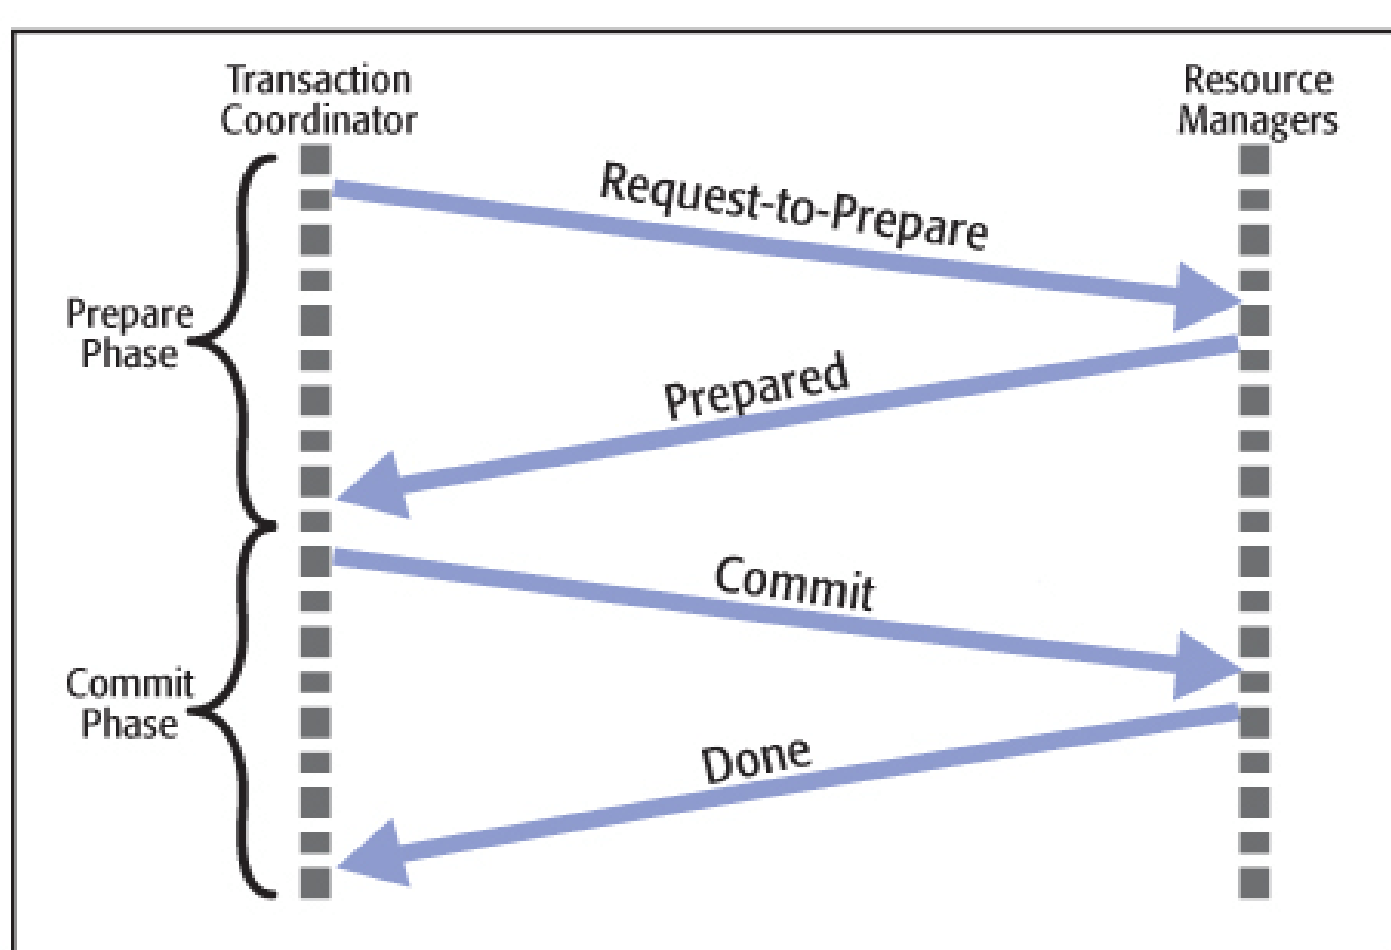 Transaction
Coordinator
Resource
Managers
Request-to-Prepare
Prepare
Phase
Prepared
Commit
Commit
Phase
Done